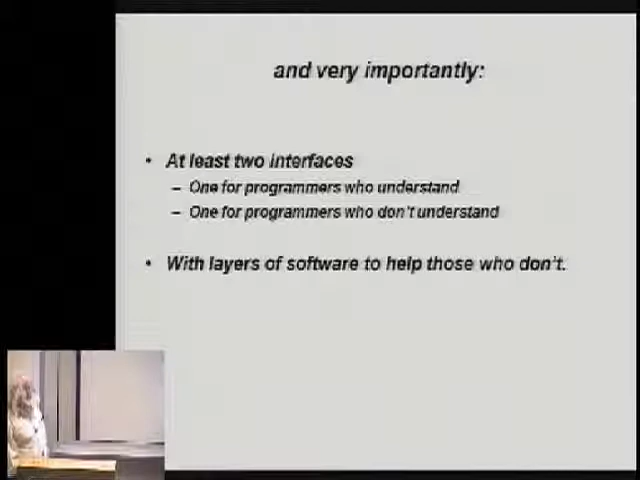 and very importantly:
• At least two interfaces
– One for programmers who understand
– One for programmers who don't understand
• With layers of software to help those who don't.